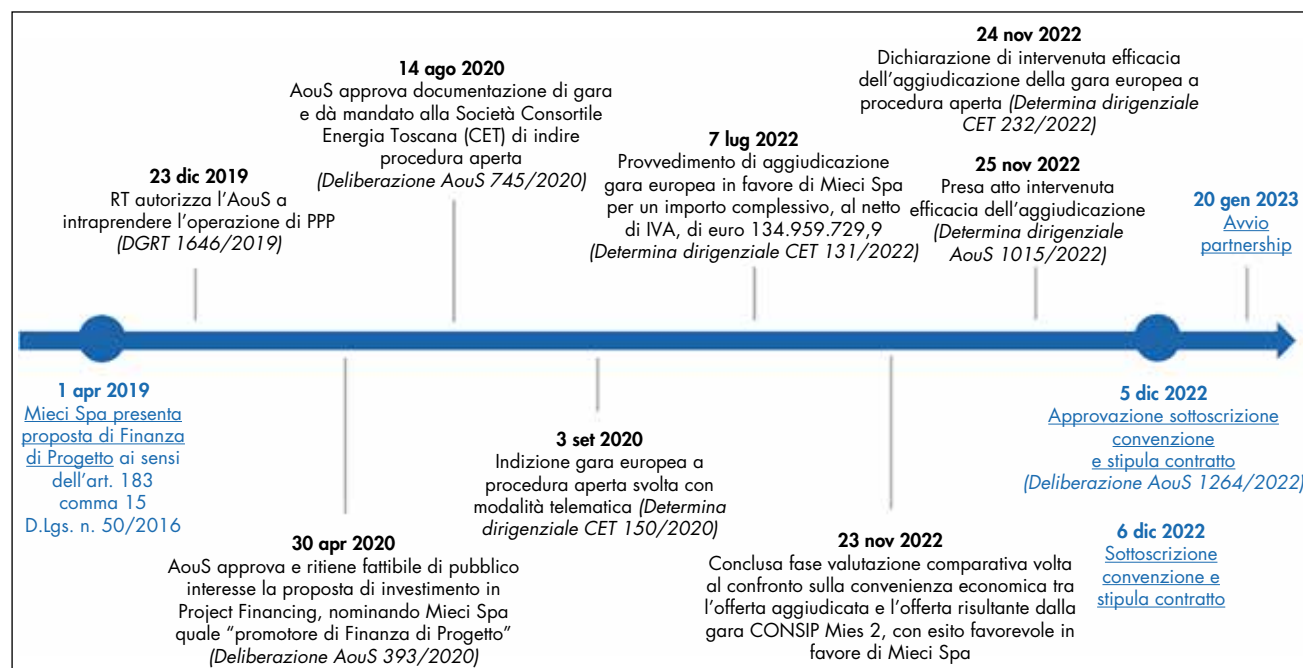 24 nov 2022
Dichiarazione di intervenuta efficacia
dell'aggiudicazione della gara europea a
procedura aperta (Determina dirigenziale
CET 232/2022)
14 ago 2020
AouS approva documentazione di gara
e dà mandato alla Società Consortile
Energia Toscana (CET) di indire
procedura aperta
(Deliberazione AouS 745/2020)
7 lug 2022
Provvedimento di aggiudicazione
gara europea in favore di Mieci Spa
per un importo complessivo, al netto
di IVA, di euro 134.959.729,9
(Determina dirigenziale CET 131/2022)
25 nov 2022
Presa atto intervenuta
efficacia dell'aggiudicazione
(Determina dirigenziale
AouS 1015/2022)
23 dic 2019
RT autorizza l'AouS a
intraprendere l'operazione di PPP
(DGRT 1646/2019)
20 gen 2023
Avvio
partnership
1 apr 2019
Mieci Spa presenta
proposta di Finanza
di Progetto ai sensi
dell'art. 183
comma 15
D.Lgs. n. 50/2016
30 apr 2020
AouS approva e ritiene fattibile di pubblico
interesse la proposta di investimento in
Project Financing, nominando Mieci Spa
quale "promotore di Finanza di Progetto"
(Deliberazione AouS 393/2020)
3 set 2020
Indizione gara europea a
procedura aperta svolta con
modalità telematica (Determina
dirigenziale CET 150/2020)
23 nov 2022
Conclusa fase valutazione comparativa volta
al confronto sulla convenienza economica tra
l'offerta aggiudicata e l'offerta risultante dalla
gara CONSIP Mies 2, con esito favorevole in
favore di Mieci Spa
5 dic 2022
Approvazione sottoscrizione
convenzione
e stipula contratto
(Deliberazione AouS 1264/2022)
6 dic 2022
Sottoscrizione
convenzione e
stipula contratto